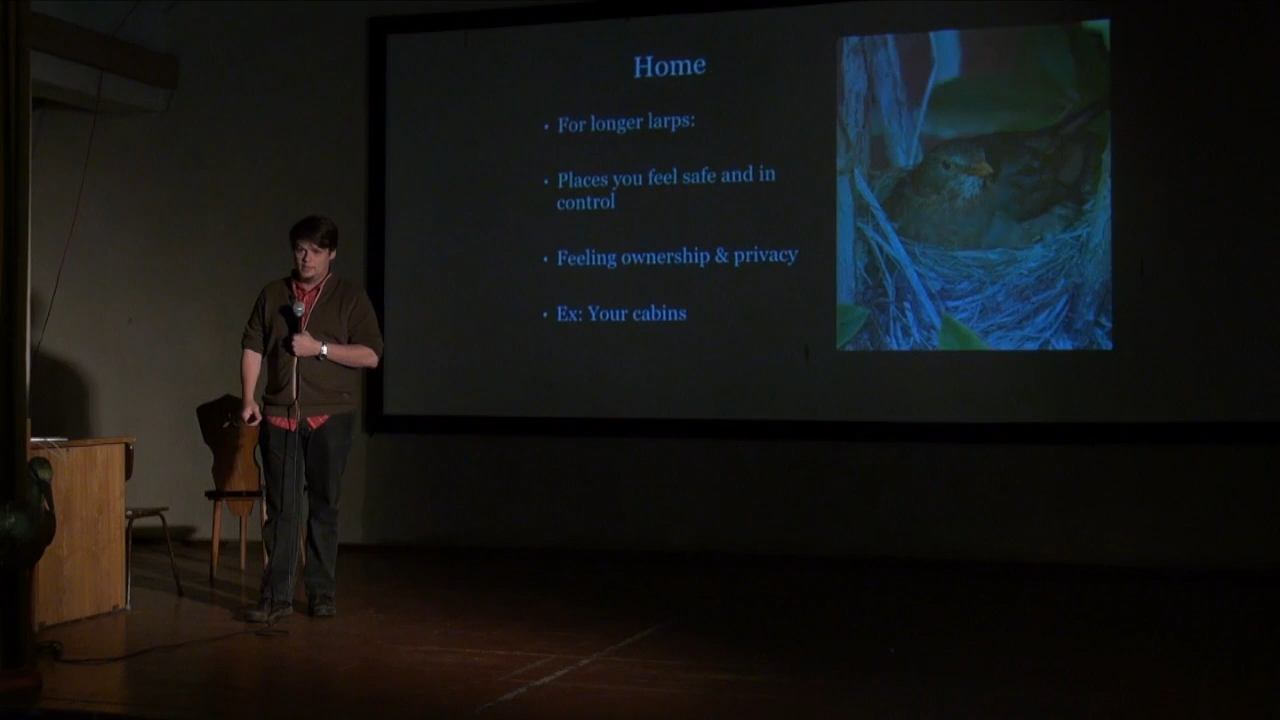 Home
• For longer larps:
• Places you feel safe and in
control
• Feeling ownership & privacy
• Ex: Your cabins